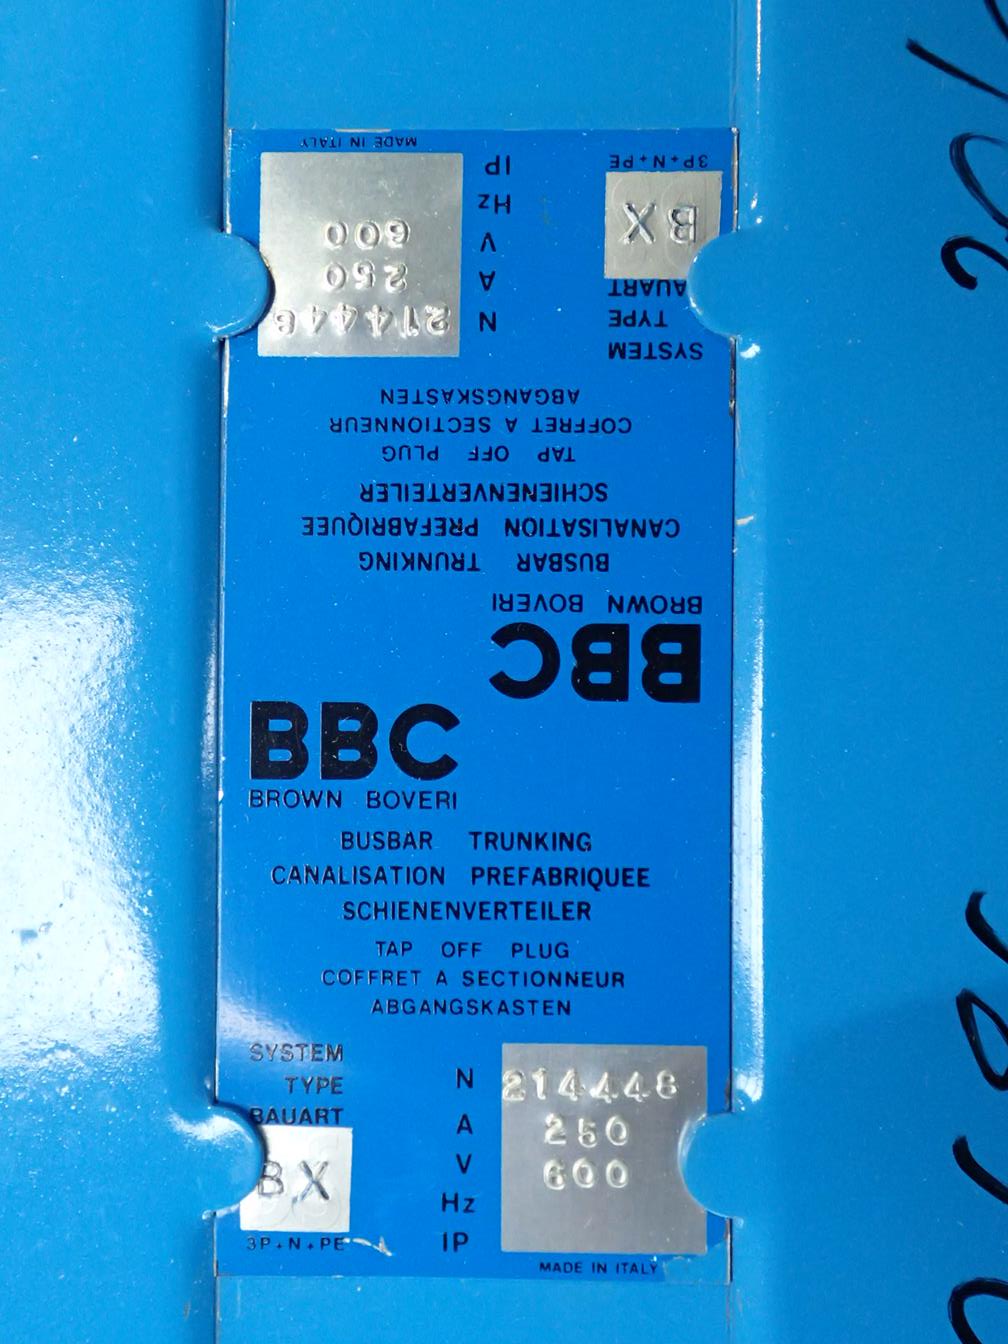 BBC
BROWN BOVERI
BUSBAR TRUNKING
CANALISATION PREFABRIQUEE
SCHIENENVERTEILER
TAP OFF PLUG
COFFRET A SECTIONNEUR
ABGANGSKASTEN
SYSTEM
TYPE
BAUART
BX
3P+N+PE
N 214448
A 250
V 600
Hz
IP
MADE IN ITALY
BBC
BROWN BOVERI
BUSBAR TRUNKING
CANALISATION PREFABRIQUEE
SCHIENENVERTEILER
TAP OFF PLUG
COFFRET A SECTIONNEUR
ABGANGSKASTEN
SYSTEM
TYPE
BAUART
BX
3P+N+PE
N 214448
A 250
V 600
Hz
IP
MADE IN ITALY